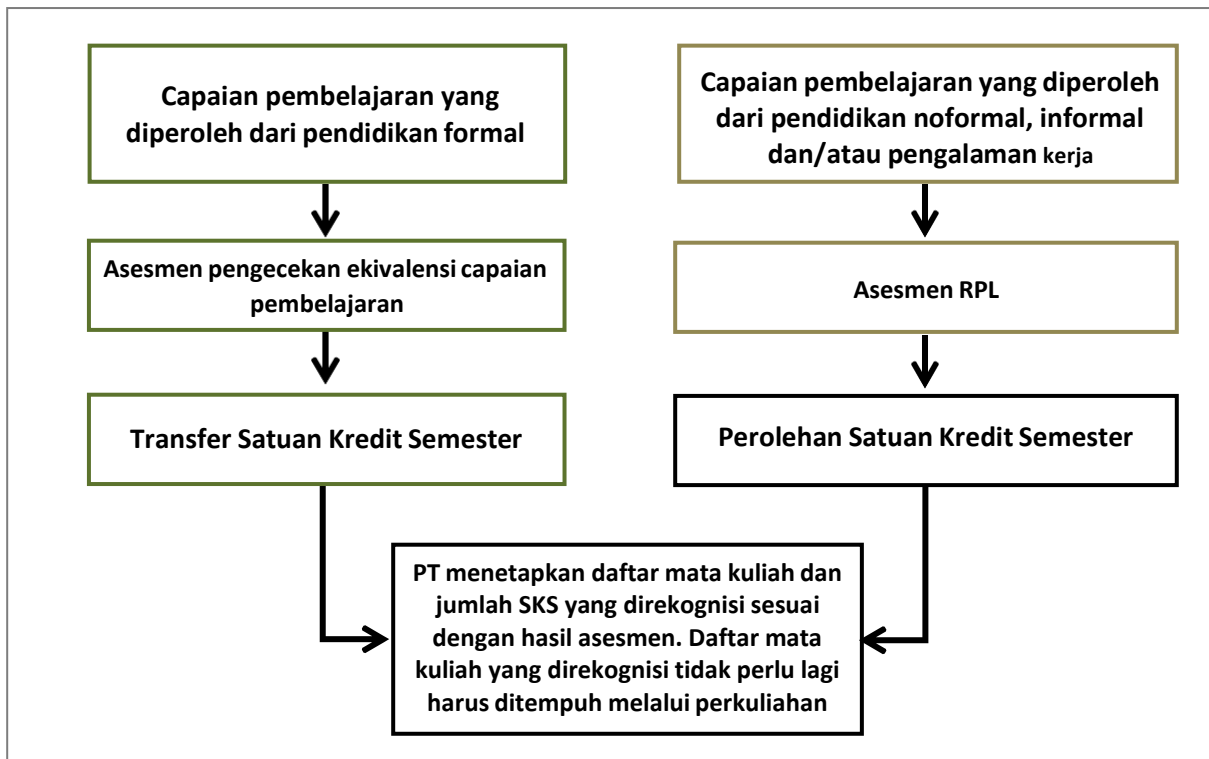 Capaian pembelajaran yang
diperoleh dari pendidikan formal
Asesmen pengecekan ekivalensi capaian
pembelajaran
Transfer Satuan Kredit Semester
Capaian pembelajaran yang diperoleh
dari pendidikan noformal, informal
dan/atau pengalaman kerja
Asesmen RPL
Perolehan Satuan Kredit Semester
PT menetapkan daftar mata kuliah dan
jumlah SKS yang direkognisi sesuai
dengan hasil asesmen. Daftar mata
kuliah yang direkognisi tidak perlu lagi
harus ditempuh melalui perkuliahan